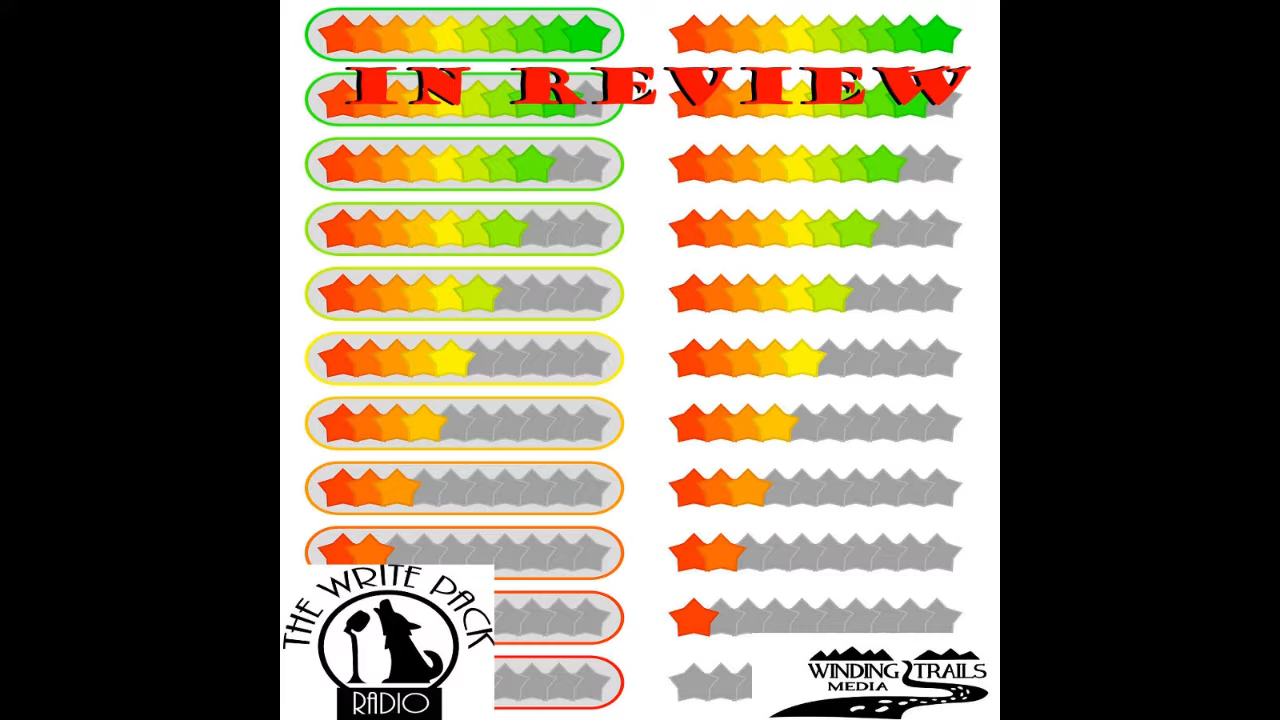 IN REVIEW
THE WRITE PACK
RADIO
WINDING TRAILS
MEDIA